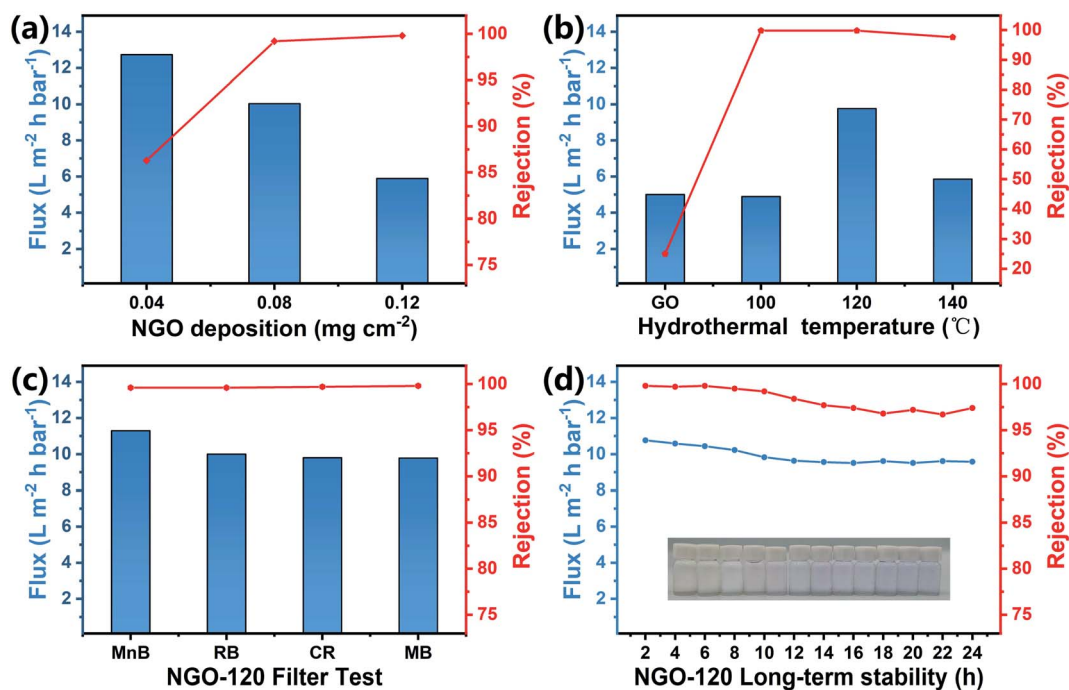 (a)
Flux (L m⁻² h bar⁻¹)
14
12
10
8
6
4
2
100
95
90
85
80
75
Rejection (%)
0.04 0.08 0.12
NGO deposition (mg cm⁻²)
(b)
Flux (L m⁻² h bar⁻¹)
14
12
10
8
6
4
2
100
90
80
70
60
50
40
30
20
Rejection (%)
GO 100 120 140
Hydrothermal temperature (℃)
(c)
Flux (L m⁻² h bar⁻¹)
14
12
10
8
6
4
2
100
95
90
85
80
75
Rejection (%)
MnB RB CR MB
NGO-120 Filter Test
(d)
Flux (L m⁻² h bar⁻¹)
14
12
10
8
6
4
2
100
95
90
85
80
75
Rejection (%)
2 4 6 8 10 12 14 16 18 20 22 24
NGO-120 Long-term stability (h)